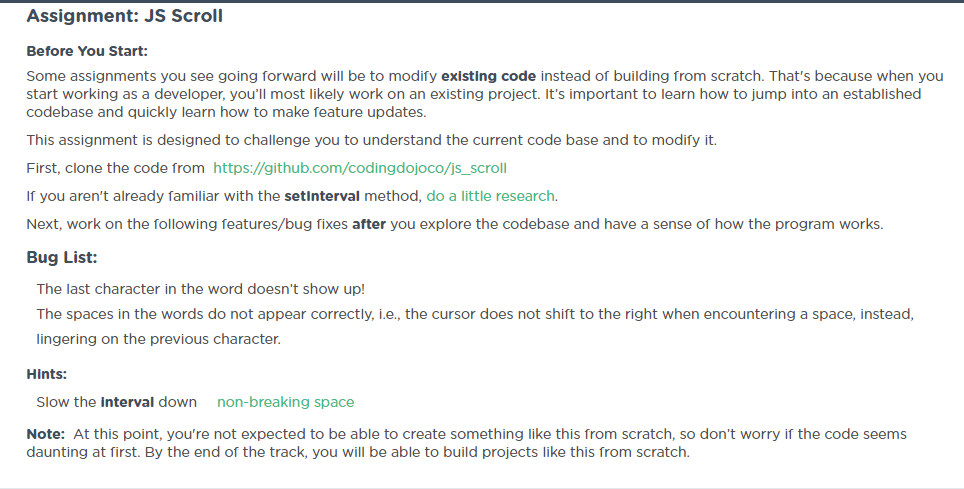 Assignment: JS Scroll
Before You Start:
Some assignments you see going forward will be to modify existing code instead of building from scratch. That's because when you
start working as a developer, you'll most likely work on an existing project. It's important to learn how to jump into an established
codebase and quickly learn how to make feature updates.
This assignment is designed to challenge you to understand the current code base and to modify it.
First, clone the code from https://github.com/codingdojoco/js_scroll
If you aren't already familiar with the setInterval method, do a little research.
Next, work on the following features/bug fixes after you explore the codebase and have a sense of how the program works.
Bug List:
The last character in the word doesn't show up!
The spaces in the words do not appear correctly, i.e., the cursor does not shift to the right when encountering a space, instead,
lingering on the previous character.
Hints:
Slow the interval down non-breaking space
Note: At this point, you're not expected to be able to create something like this from scratch, so don't worry if the code seems
daunting at first. By the end of the track, you will be able to build projects like this from scratch.